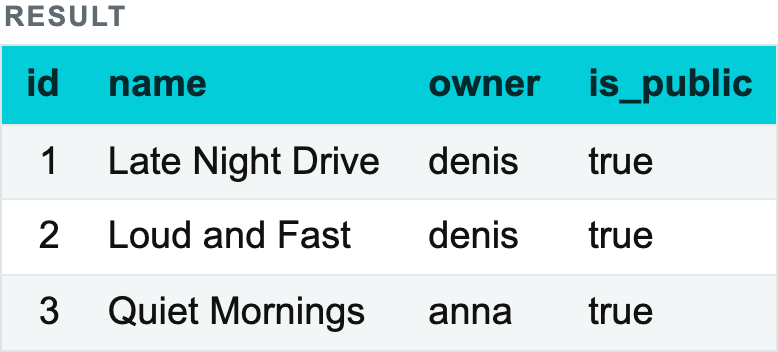 RESULT
id name owner is_public
1 Late Night Drive denis true
2 Loud and Fast denis true
3 Quiet Mornings anna true